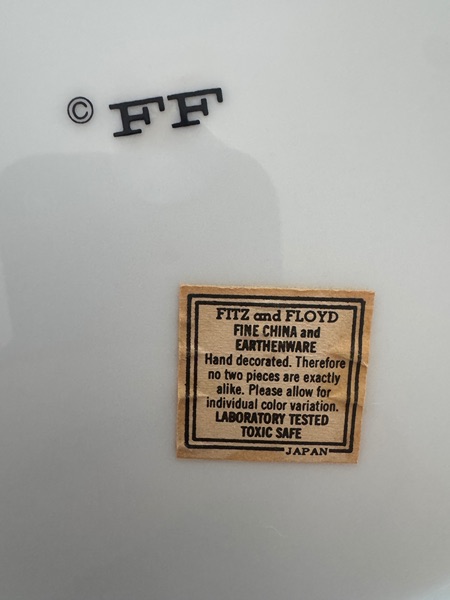 © FF
FITZ and FLOYD
FINE CHINA and
EARTHENWARE
Hand decorated. Therefore
no two pieces are exactly
alike. Please allow for
individual color variation.
LABORATORY TESTED
TOXIC SAFE
JAPAN